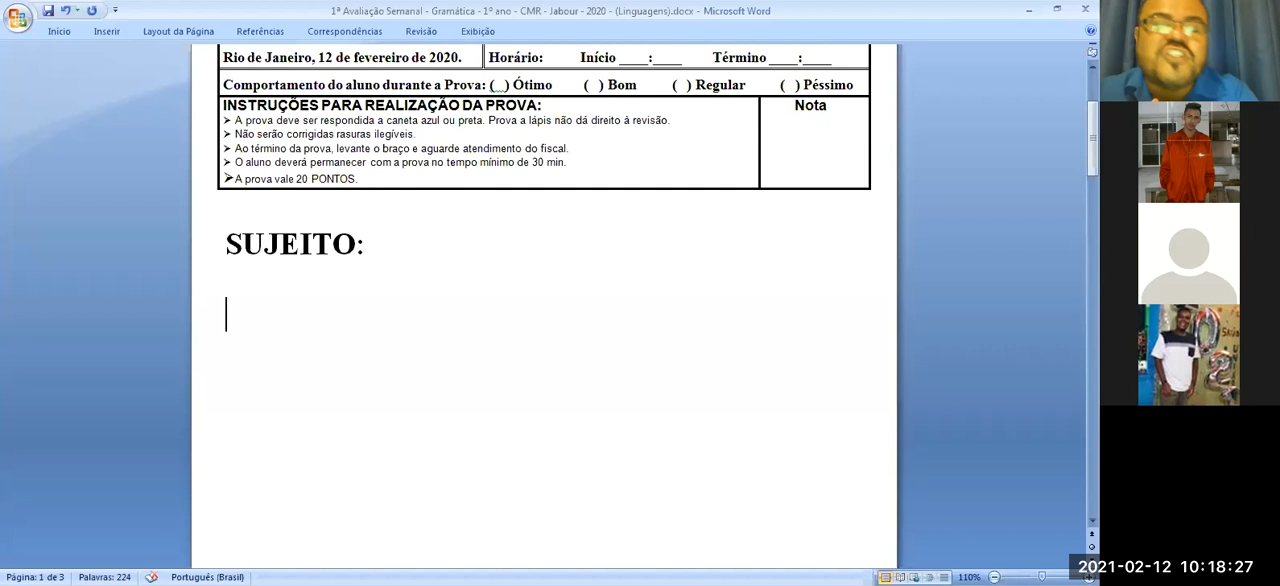 1ª Avaliação Semanal - Gramática - 1º ano - CMR - Jabour - 2020 - (Linguagens).docx - Microsoft Word
Início Inserir Layout da Página Referências Correspondências Revisão Exibição
Rio de Janeiro, 12 de fevereiro de 2020. Horário: Início ____:____ Término ____:____
Comportamento do aluno durante a Prova: (__) Ótimo ( ) Bom ( ) Regular ( ) Péssimo
INSTRUÇÕES PARA REALIZAÇÃO DA PROVA: Nota
➤ A prova deve ser respondida a caneta azul ou preta. Prova a lápis não dá direito à revisão.
➤ Não serão corrigidas rasuras ilegíveis.
➤ Ao término da prova, levante o braço e aguarde atendimento do fiscal.
➤ O aluno deverá permanecer com a prova no tempo mínimo de 30 min.
➤ A prova vale 20 PONTOS.
SUJEITO:
Página: 1 de 3 Palavras: 224 Português (Brasil) 110%
2021-02-12 10:18:27